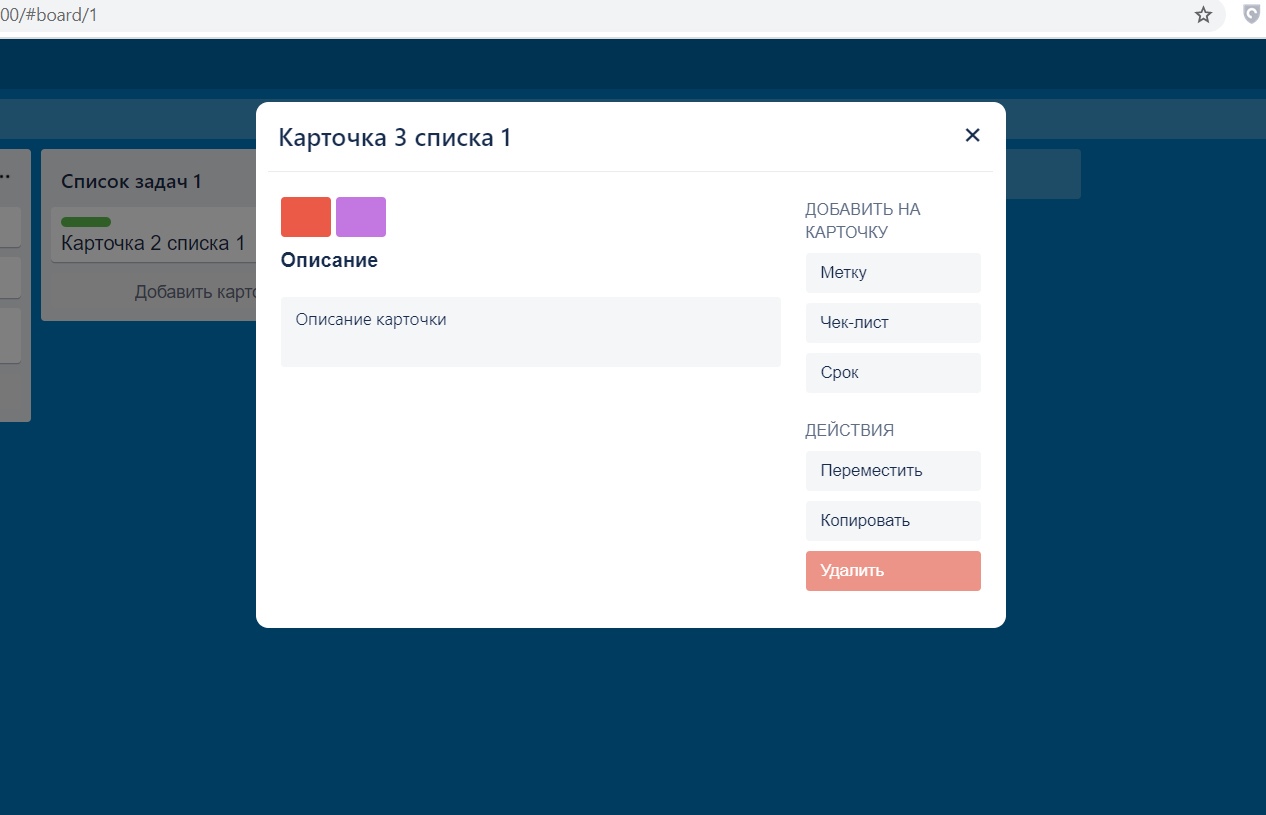 00/#board/1
Карточка 3 списка 1
Список задач 1
Карточка 2 списка 1
Добавить карто
Описание
Описание карточки
ДОБАВИТЬ НА
КАРТОЧКУ
Метку
Чек-лист
Срок
ДЕЙСТВИЯ
Переместить
Копировать
Удалить